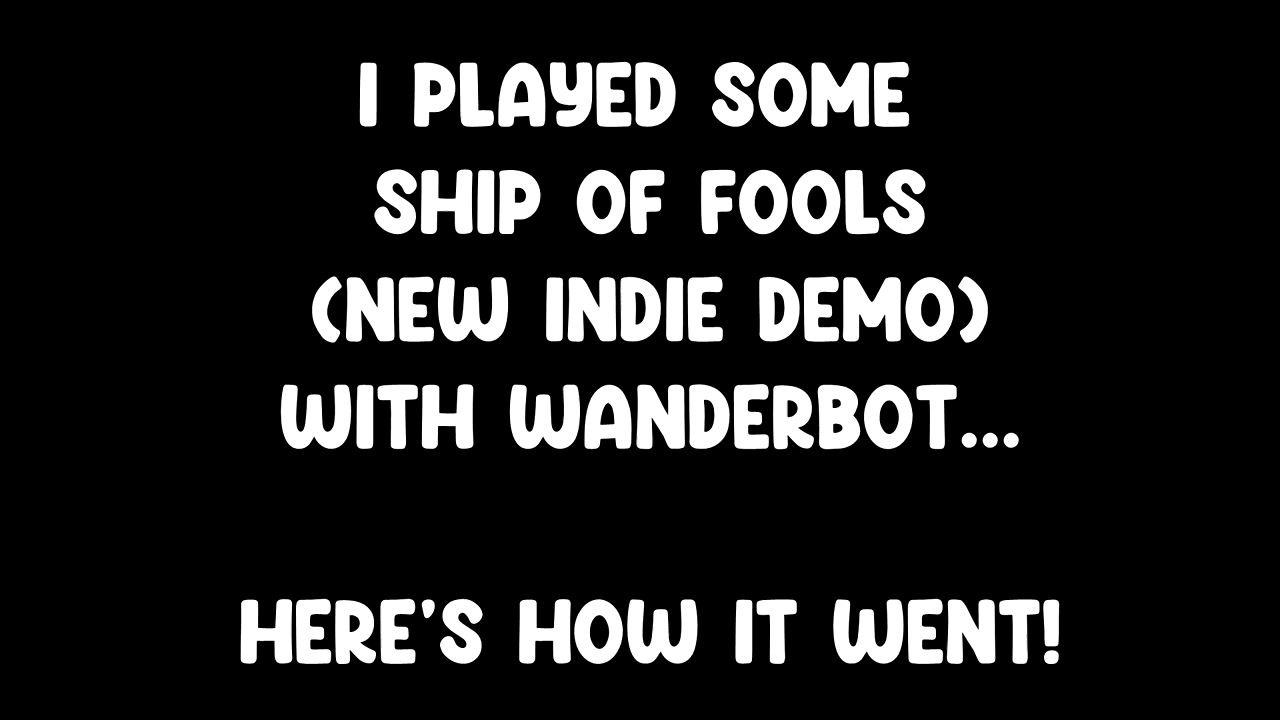 I PLAYED SOME
SHIP OF FOOLS
(NEW INDIE DEMO)
WITH WANDERBOT...
HERE'S HOW IT WENT!